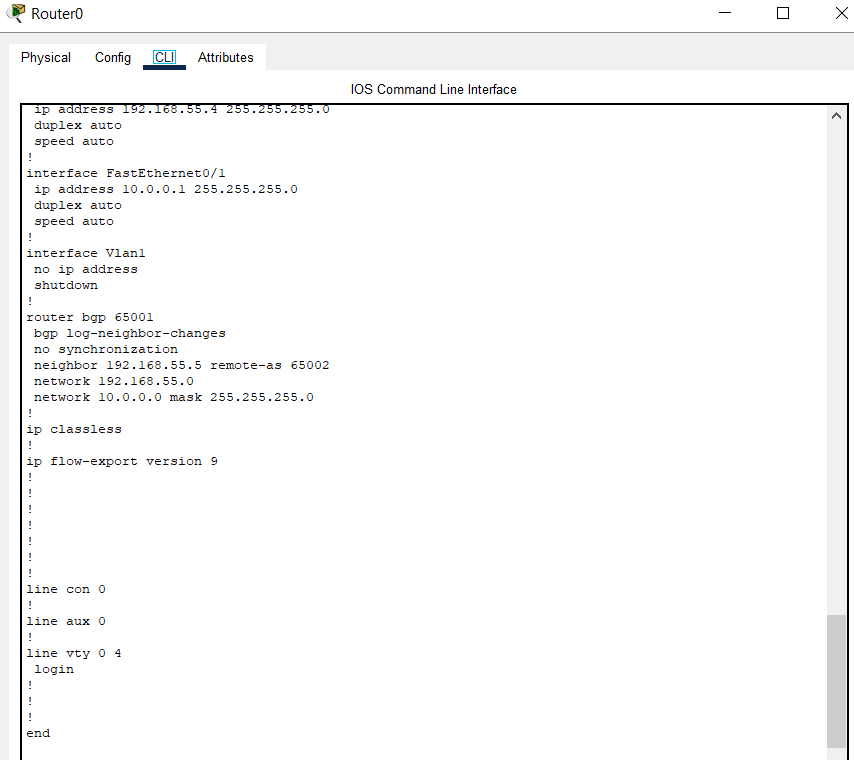 Router0
Physical Config CLI Attributes
IOS Command Line Interface
 ip address 192.168.55.4 255.255.255.0
 duplex auto
 speed auto
!
interface FastEthernet0/1
 ip address 10.0.0.1 255.255.255.0
 duplex auto
 speed auto
!
interface Vlan1
 no ip address
 shutdown
!
router bgp 65001
 bgp log-neighbor-changes
 no synchronization
 neighbor 192.168.55.5 remote-as 65002
 network 192.168.55.0
 network 10.0.0.0 mask 255.255.255.0
!
ip classless
!
ip flow-export version 9
!
!
!
!
!
!
!
line con 0
!
line aux 0
!
line vty 0 4
 login
!
!
!
end